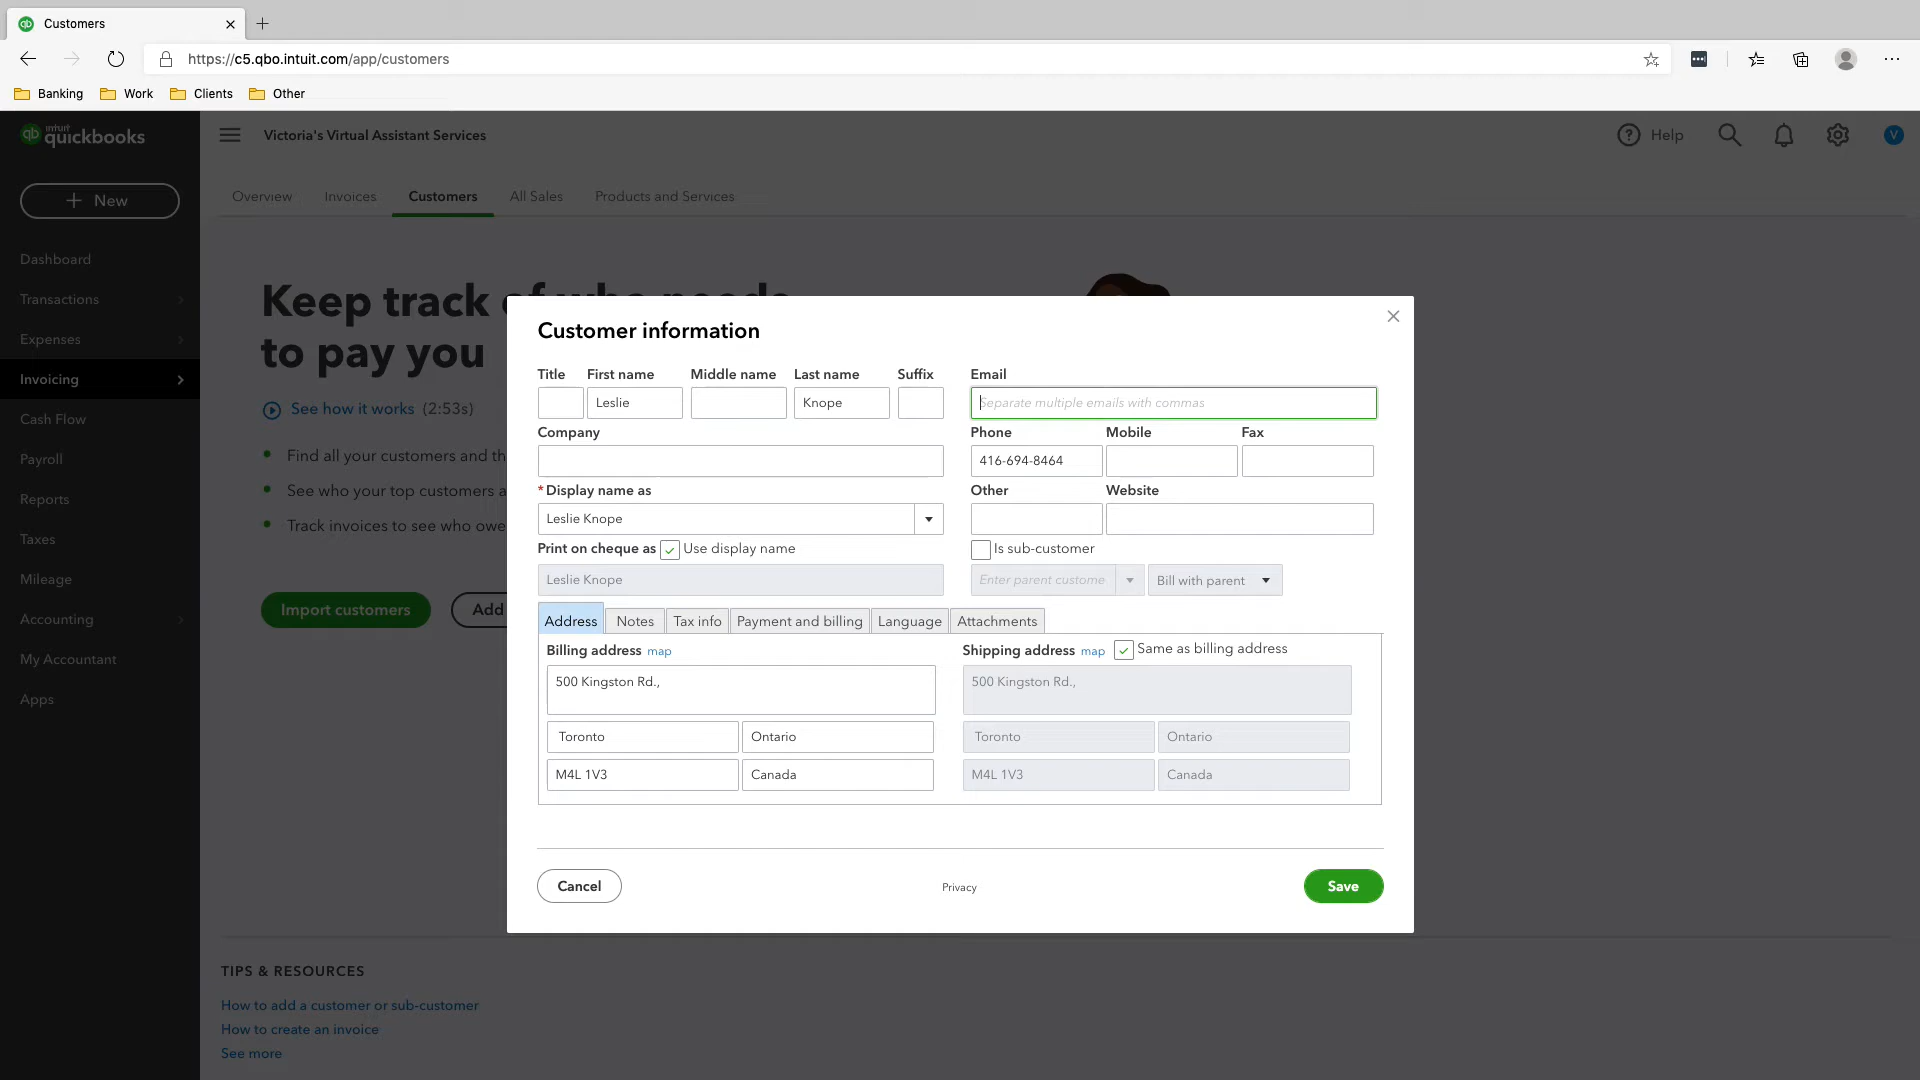 Customers
https://c5.qbo.intuit.com/app/customers
Banking Work Clients Other
intuit quickbooks
Victoria's Virtual Assistant Services
Help
V
New
Overview Invoices Customers All Sales Products and Services
Dashboard
Transactions
Expenses
Invoicing
Cash Flow
Payroll
Reports
Taxes
Mileage
Accounting
My Accountant
Apps
Keep track of who needs
to pay you
See how it works (2:53s)
Find all your customers and th
See who your top customers a
Track invoices to see who owe
Import customers Add
Customer information
Title First name Middle name Last name Suffix Email
Leslie Knope Separate multiple emails with commas
Company Phone Mobile Fax
416-694-8464
* Display name as Other Website
Leslie Knope
Print on cheque as Use display name Is sub-customer
Leslie Knope Enter parent custome Bill with parent
Address Notes Tax info Payment and billing Language Attachments
Billing address map Shipping address map Same as billing address
500 Kingston Rd., 500 Kingston Rd.,
Toronto Ontario Toronto Ontario
M4L 1V3 Canada M4L 1V3 Canada
Cancel Privacy Save
TIPS & RESOURCES
How to add a customer or sub-customer
How to create an invoice
See more